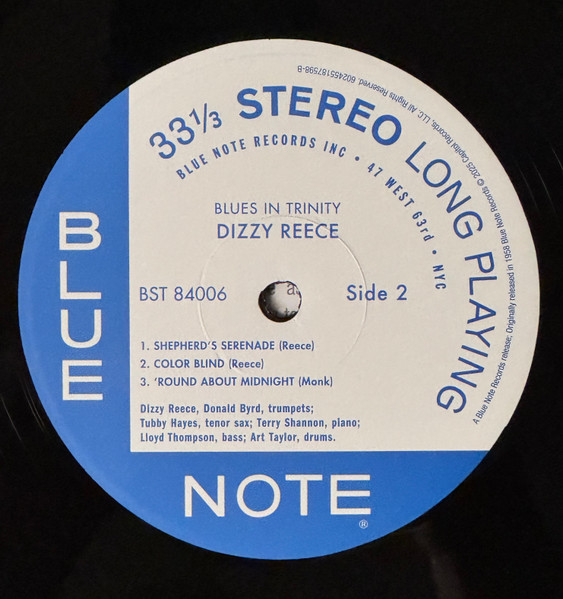 33⅓ STEREO LONG PLAYING
BLUE NOTE RECORDS INC • 47 WEST 63rd • NYC
A Blue Note Records release; Originally released in 1958 Blue Note Records © 2025 Capitol Records, LLC. All Rights Reserved. 602455187598-B
BLUES IN TRINITY
DIZZY REECE
BST 84006
Side 2
1. SHEPHERD'S SERENADE (Reece)
2. COLOR BLIND (Reece)
3. 'ROUND ABOUT MIDNIGHT (Monk)
Dizzy Reece, Donald Byrd, trumpets;
Tubby Hayes, tenor sax; Terry Shannon, piano;
Lloyd Thompson, bass; Art Taylor, drums.
BLUE
NOTE®